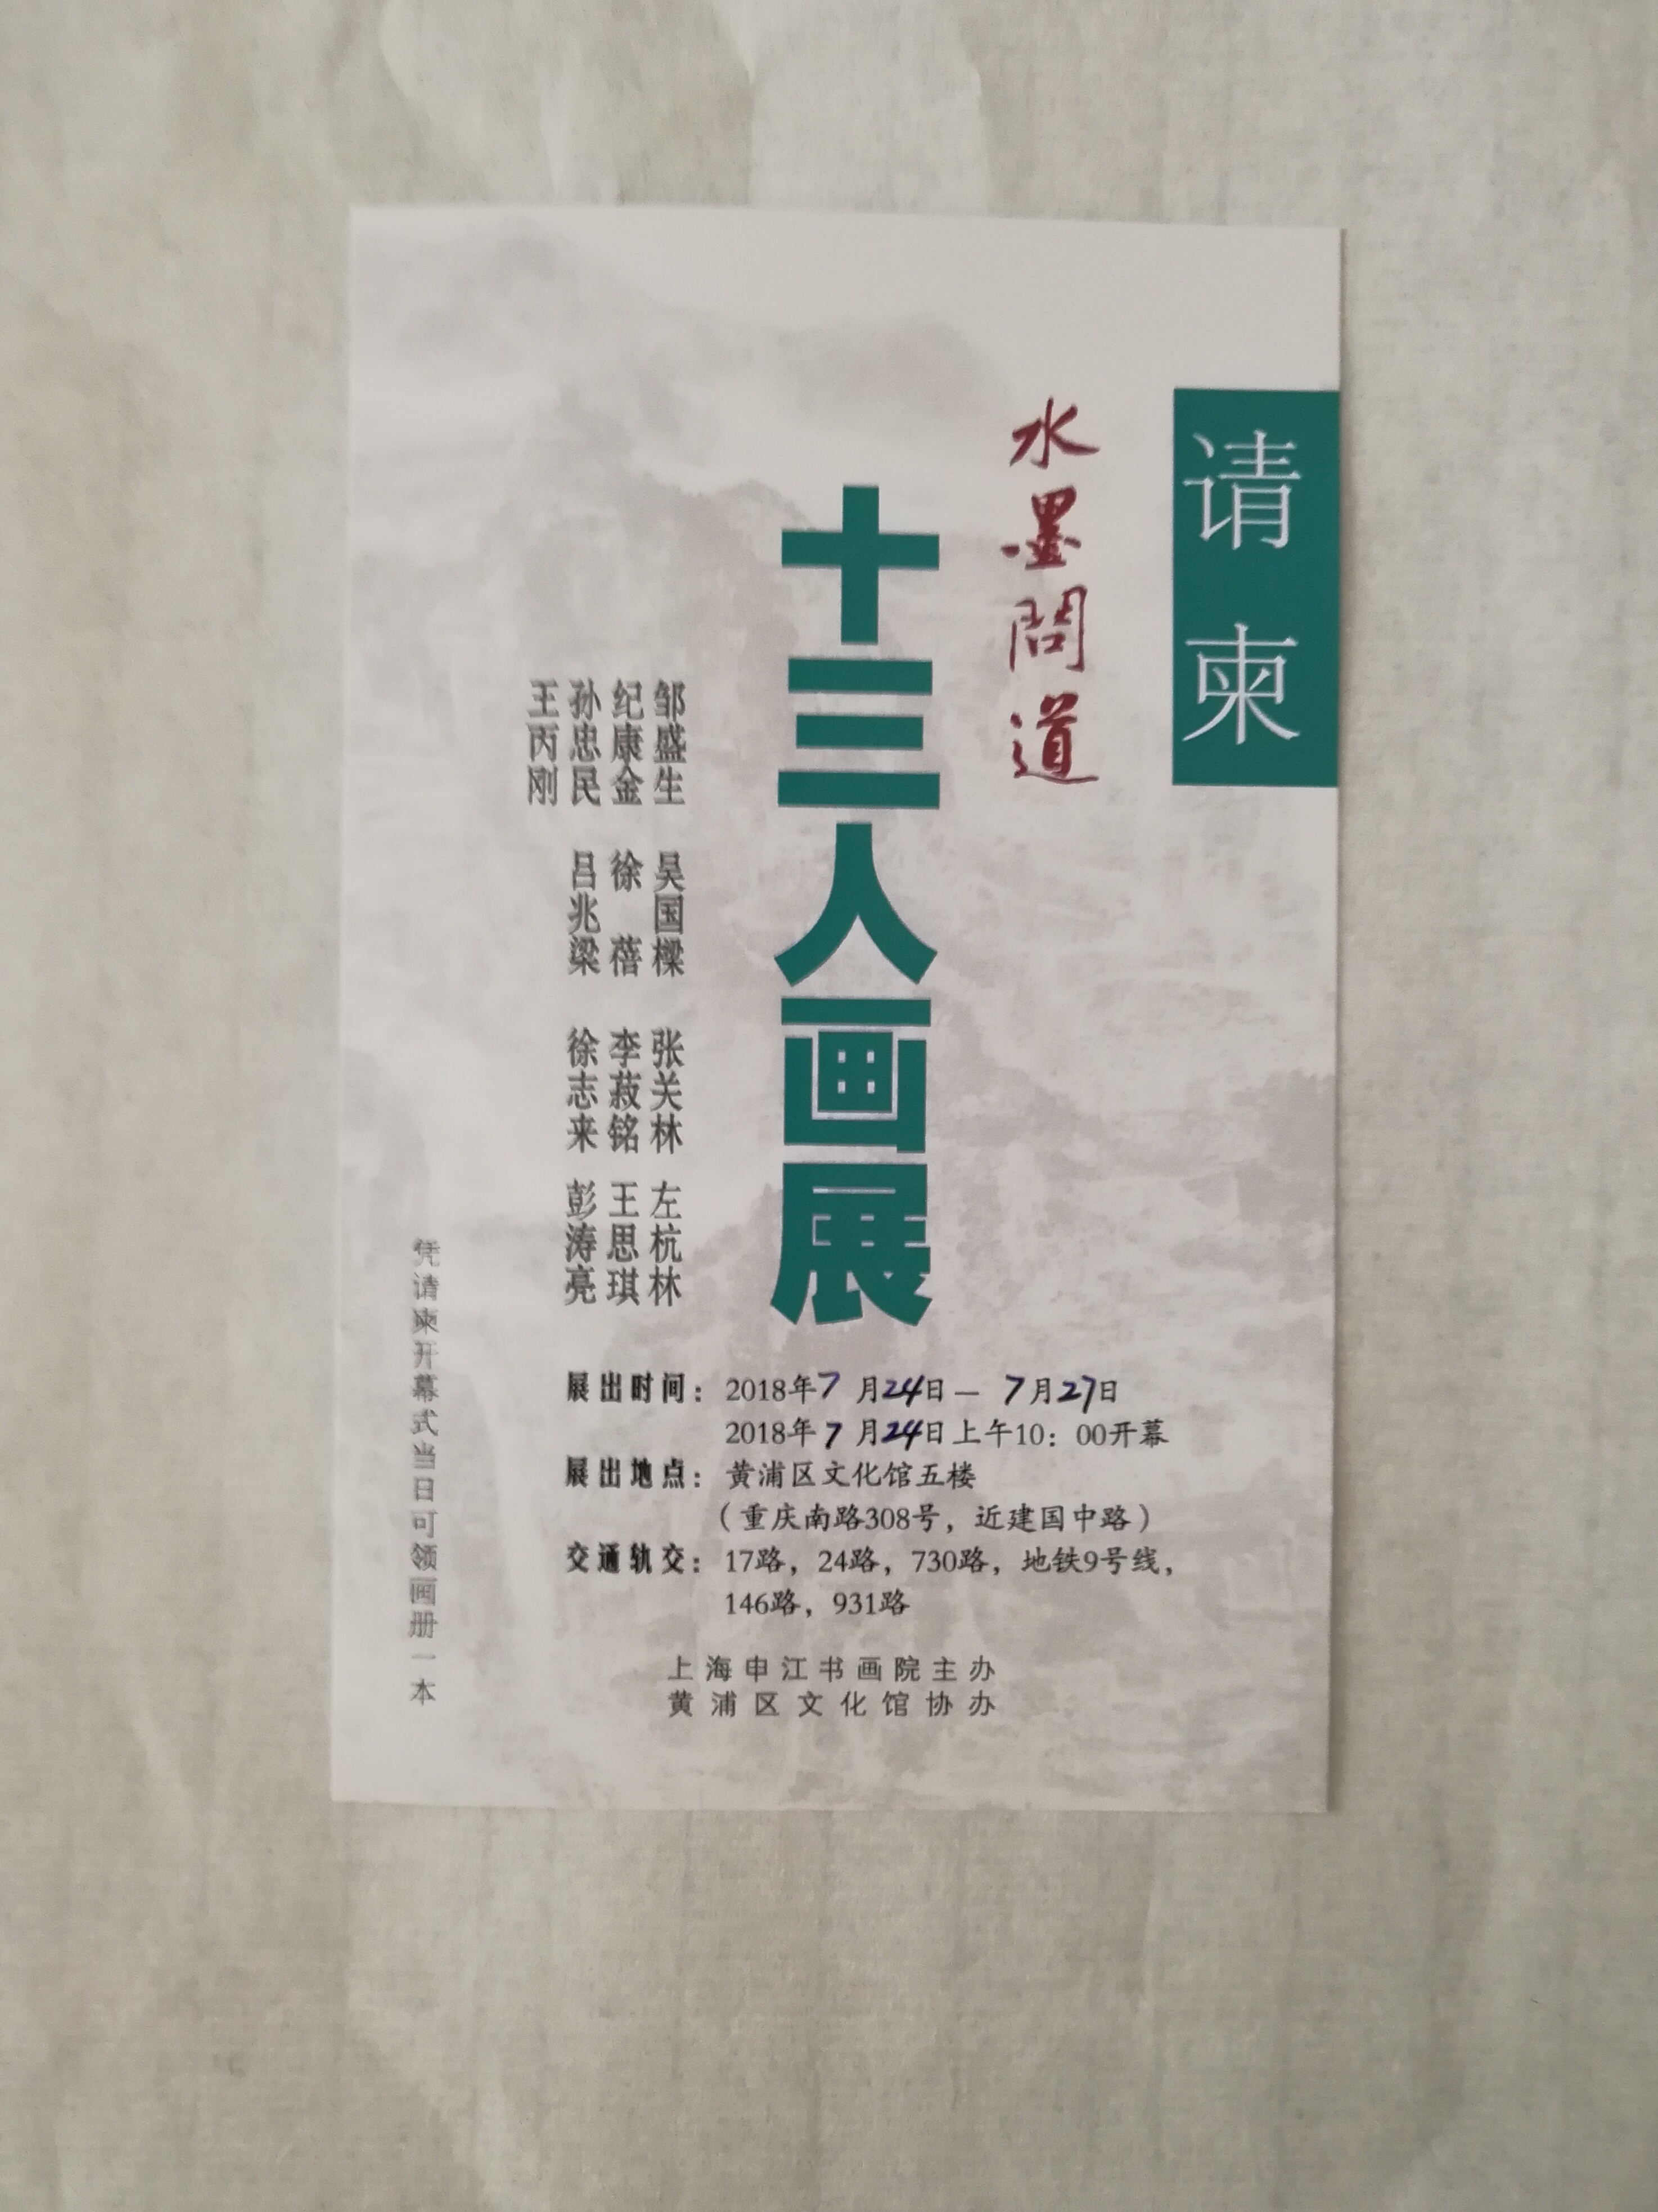 请柬
水墨問道
十三人画展
邹盛生 吴国樑 张关林 左杭林
纪康金 徐蓓 李菽铭 王思琪
孙忠民 吕兆梁 徐志来 彭涛亮
王丙刚
凭请柬开幕式当日可领画册一本
展出时间：2018年7月24日— 7月27日
2018年7月24日上午10：00开幕
展出地点：黄浦区文化馆五楼
（重庆南路308号，近建国中路）
交通轨交：17路，24路，730路，地铁9号线，
146路，931路
上海申江书画院主办
黄浦区文化馆协办